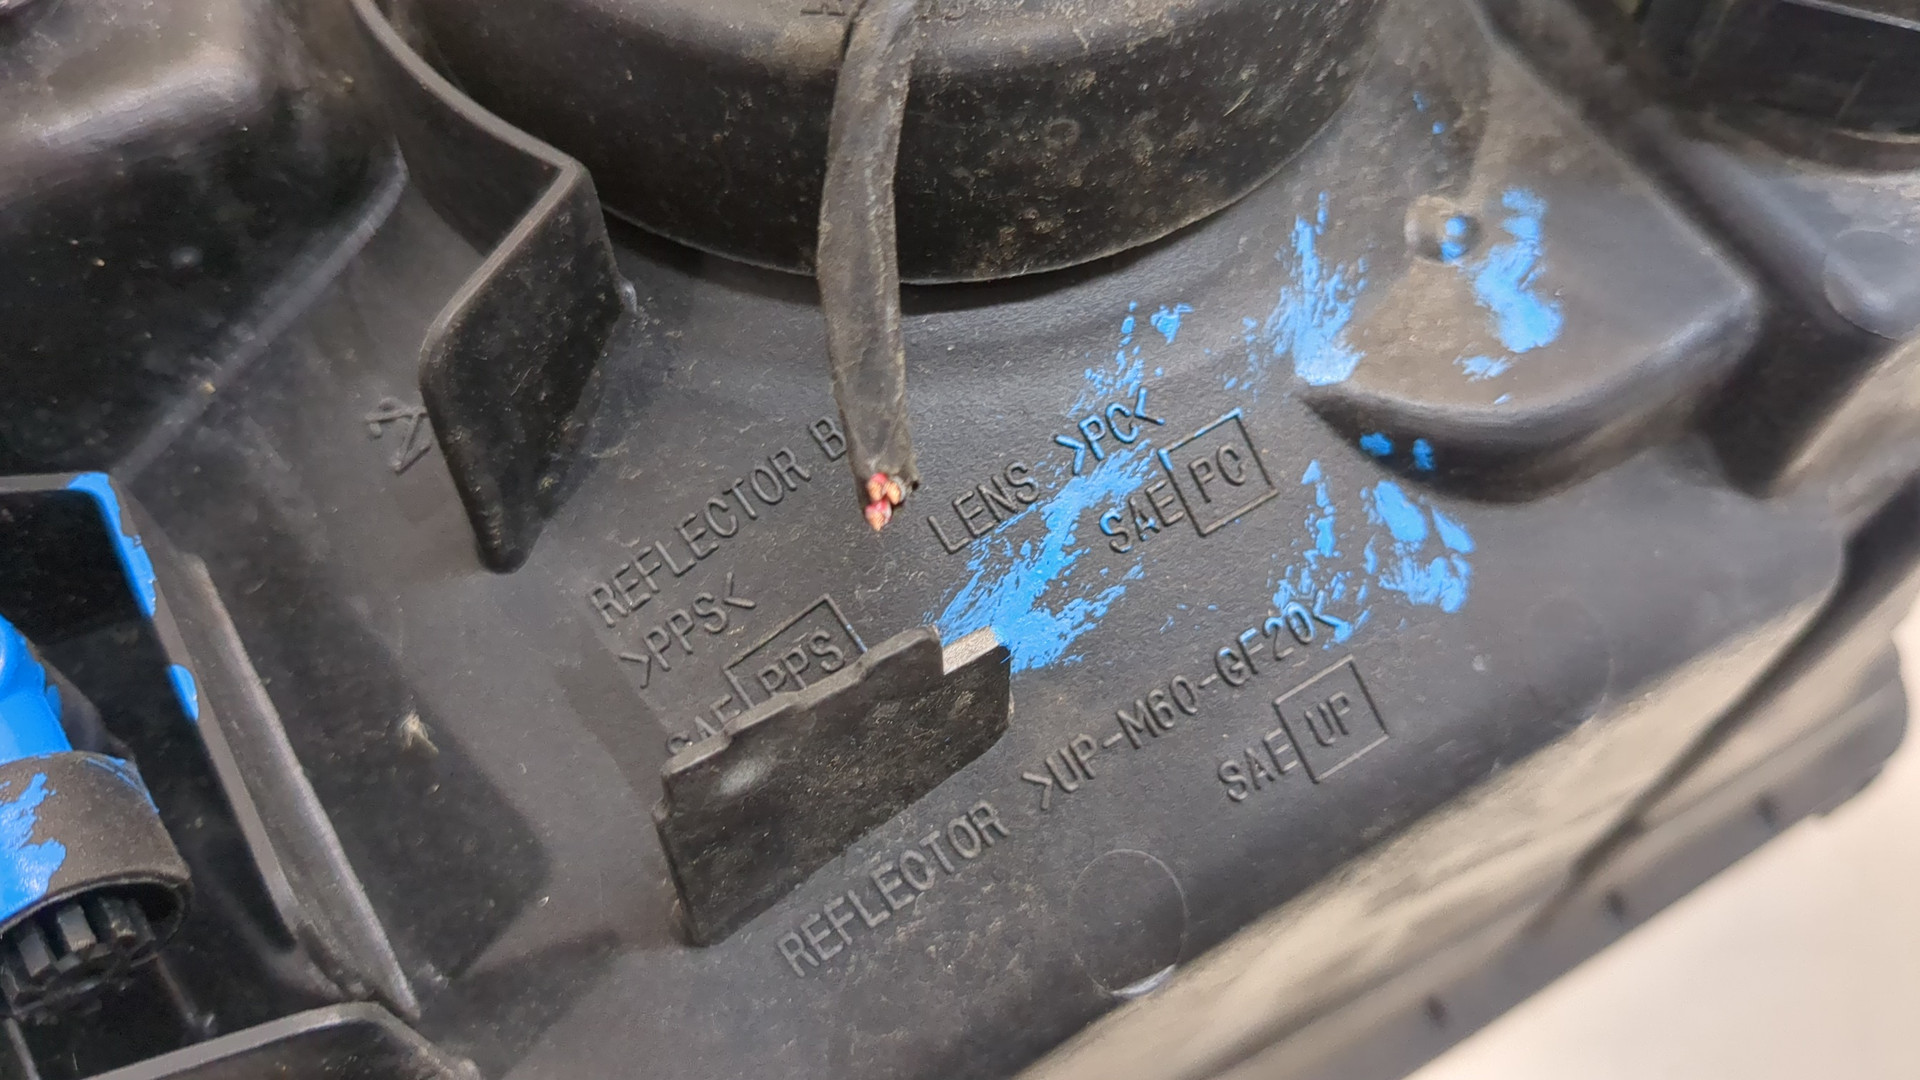 REFLECTOR B
>PPS<
SAE PPS
LENS >PC<
SAE PC
REFLECTOR >UP-M60-GF20<
SAE UP